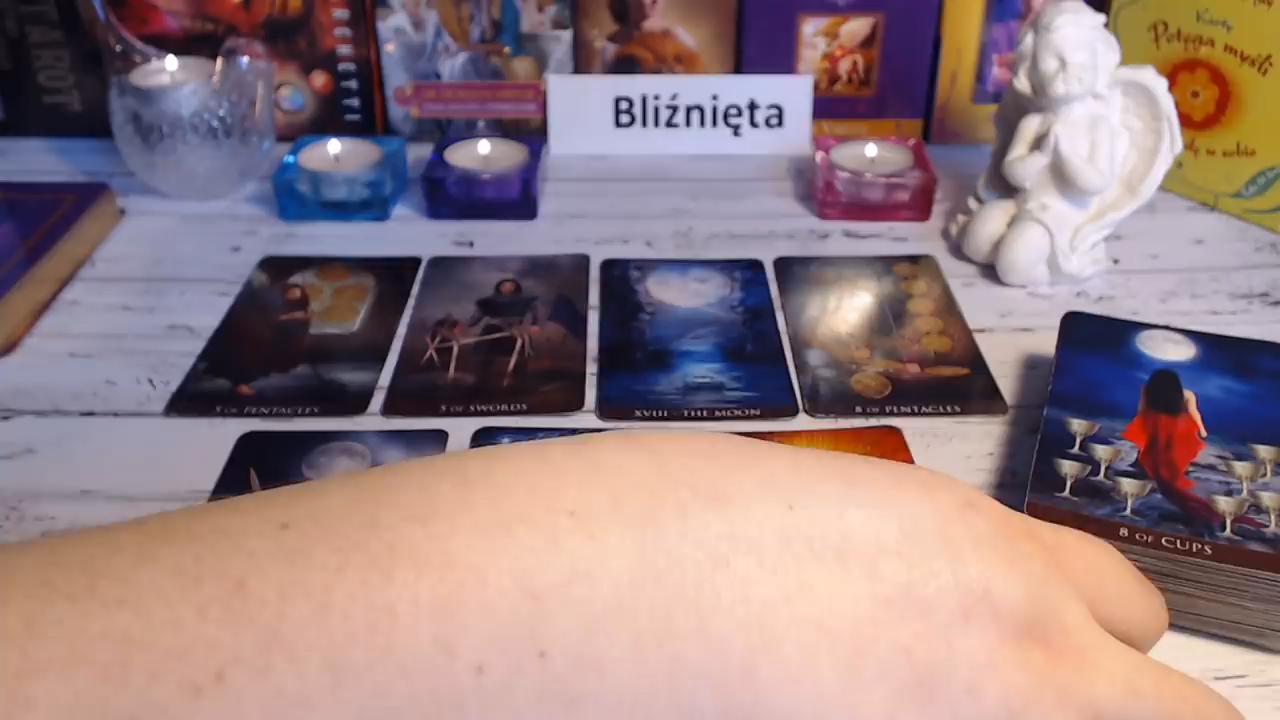 TAROT
Bliźnięta
Karty
Potęga myśli
5 OF PENTACLES
5 OF SWORDS
XVIII - THE MOON
8 OF PENTACLES
8 OF CUPS